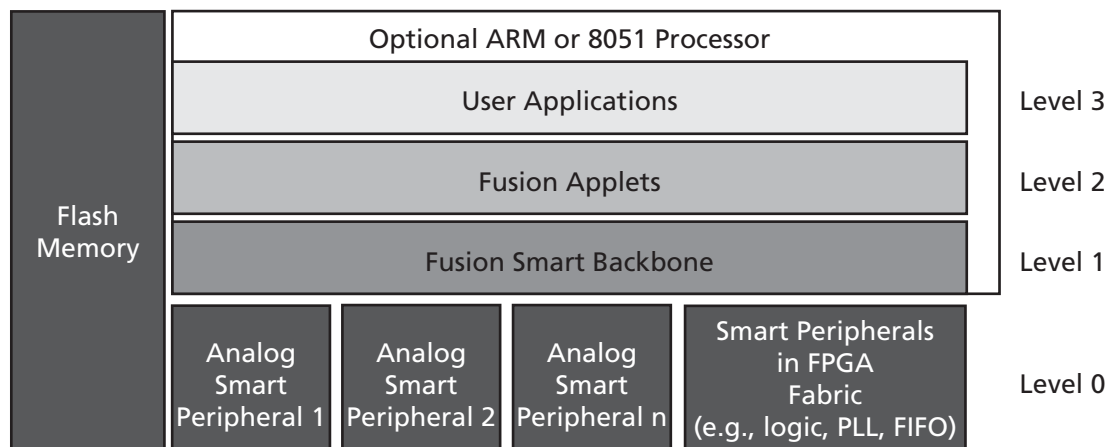 Optional ARM or 8051 Processor
User Applications
Level 3
Fusion Applets
Level 2
Flash
Memory
Fusion Smart Backbone
Level 1
Analog
Smart
Peripheral 1
Analog
Smart
Peripheral 2
Analog
Smart
Peripheral n
Smart Peripherals
in FPGA
Fabric
(e.g., logic, PLL, FIFO)
Level 0